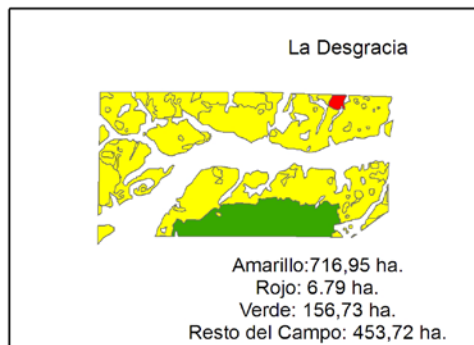 La Desgracia
Amarillo:716,95 ha.
Rojo: 6.79 ha.
Verde: 156,73 ha.
Resto del Campo: 453,72 ha.